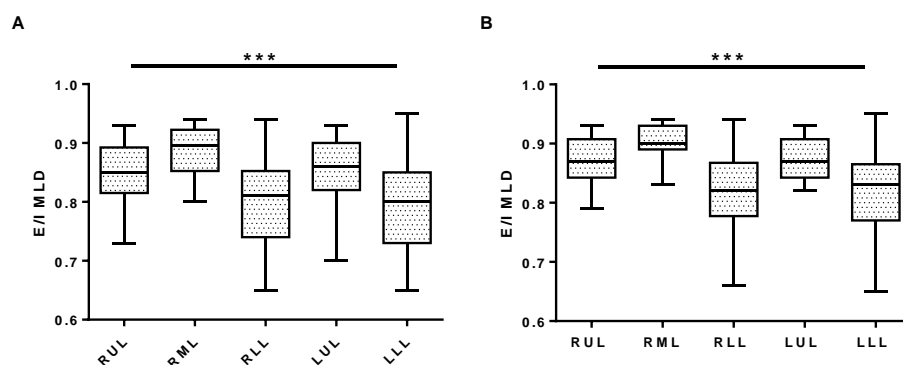 A
***
E/I MLD
1.0
0.9
0.8
0.7
0.6
RUL
RML
RLL
LUL
LLL
B
***
E/I MLD
1.0
0.9
0.8
0.7
0.6
RUL
RML
RLL
LUL
LLL